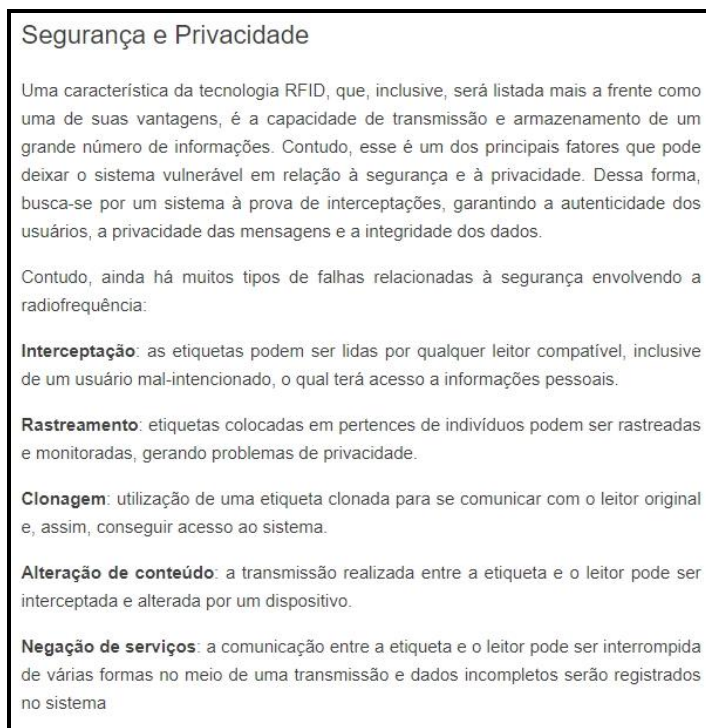 Segurança e Privacidade
Uma característica da tecnologia RFID, que, inclusive, será listada mais a frente como
uma de suas vantagens, é a capacidade de transmissão e armazenamento de um
grande número de informações. Contudo, esse é um dos principais fatores que pode
deixar o sistema vulnerável em relação à segurança e à privacidade. Dessa forma,
busca-se por um sistema à prova de interceptações, garantindo a autenticidade dos
usuários, a privacidade das mensagens e a integridade dos dados.
Contudo, ainda há muitos tipos de falhas relacionadas à segurança envolvendo a
radiofrequência:
Interceptação: as etiquetas podem ser lidas por qualquer leitor compatível, inclusive
de um usuário mal-intencionado, o qual terá acesso a informações pessoais.
Rastreamento: etiquetas colocadas em pertences de indivíduos podem ser rastreadas
e monitoradas, gerando problemas de privacidade.
Clonagem: utilização de uma etiqueta clonada para se comunicar com o leitor original
e, assim, conseguir acesso ao sistema.
Alteração de conteúdo: a transmissão realizada entre a etiqueta e o leitor pode ser
interceptada e alterada por um dispositivo.
Negação de serviços: a comunicação entre a etiqueta e o leitor pode ser interrompida
de várias formas no meio de uma transmissão e dados incompletos serão registrados
no sistema